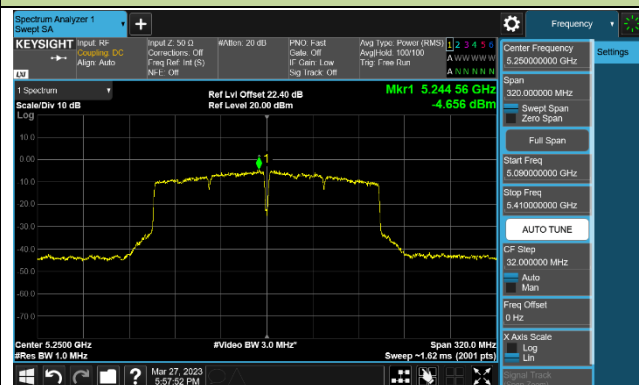 Spectrum Analyzer 1
Swept SA
+
Frequency
KEYSIGHT
Input: RF
Coupling: DC
Align: Auto
Input Z: 50 Ω
Corrections: Off
Freq Ref: Int (S)
NFE: Off
#Atten: 20 dB
PNO: Fast
Gate: Off
IF Gain: Low
Sig Track: Off
Avg Type: Power (RMS)
Avg|Hold: 100/100
Trig: Free Run
1 2 3 4 5 6
A W W W W W
A N N N N N
LXI
1 Spectrum
Scale/Div 10 dB
Log
Ref Lvl Offset 22.40 dB
Ref Level 20.00 dBm
Mkr1 5.244 56 GHz
-4.656 dBm
10.0
0.00
-10.0
-20.0
-30.0
-40.0
-50.0
-60.0
-70.0
1
Center 5.2500 GHz
#Res BW 1.0 MHz
#Video BW 3.0 MHz*
Span 320.0 MHz
Sweep ~1.62 ms (2001 pts)
Center Frequency
5.25000000 GHz
Settings
Span
320.000000 MHz
Swept Span
Zero Span
Full Span
Start Freq
5.090000000 GHz
Stop Freq
5.410000000 GHz
AUTO TUNE
CF Step
32.000000 MHz
Auto
Man
Freq Offset
0 Hz
X Axis Scale
Log
Lin
Signal Track
?
Mar 27, 2023
5:57:52 PM